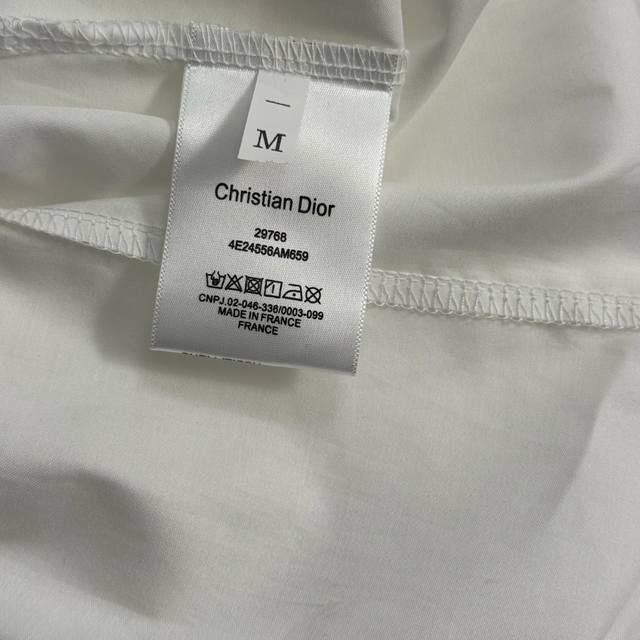 M
Christian Dior
29768
4E24556AM659
CNPJ.02-046-336/0003-099
MADE IN FRANCE
FRANCE